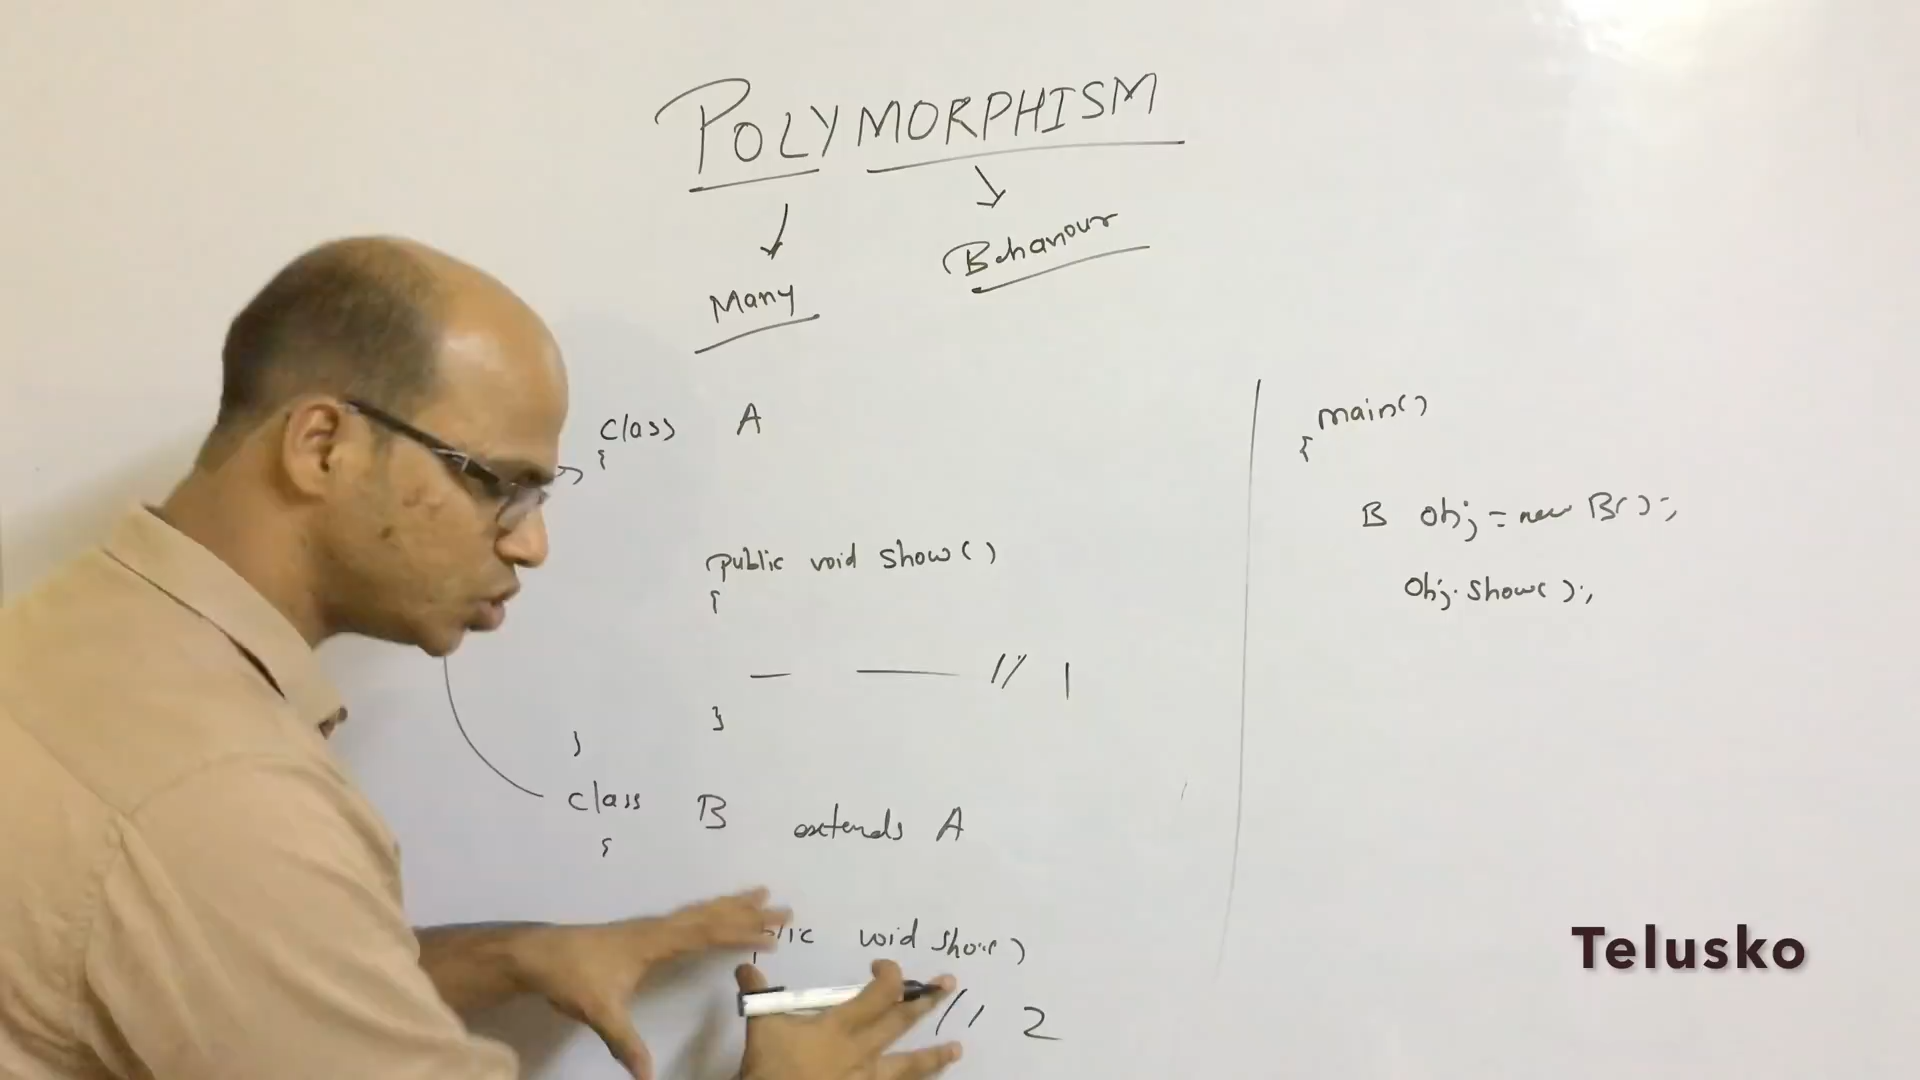 POLYMORPHISM
Many
Behaviour
class A
{
public void show()
{
// 1
}
}
class B extends A
{
void show()
// 2
main()
{
B obj = new B();
Obj.show();
Telusko